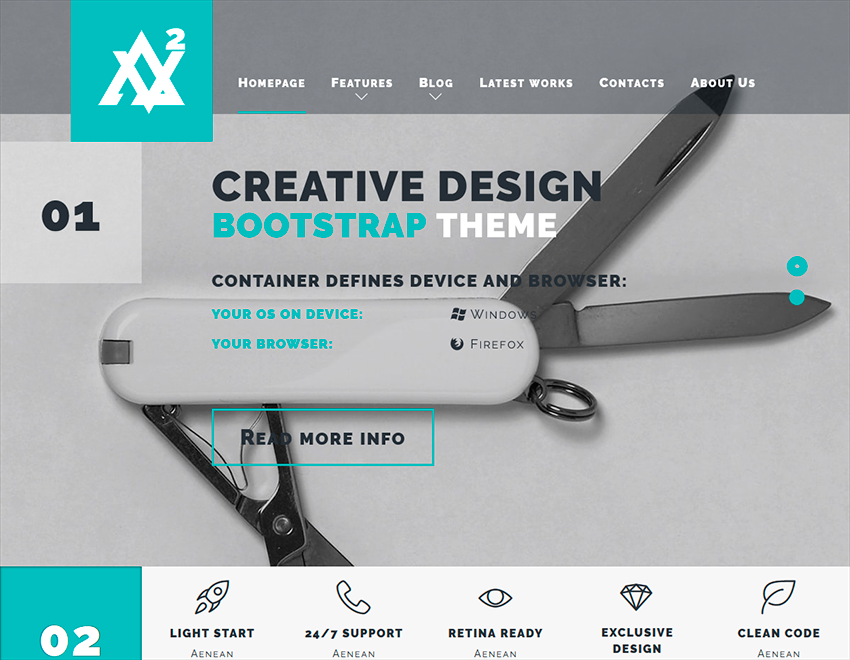 2
Homepage Features Blog Latest works Contacts About Us
01
CREATIVE DESIGN
BOOTSTRAP THEME
CONTAINER DEFINES DEVICE AND BROWSER:
YOUR OS ON DEVICE: Windows
YOUR BROWSER: Firefox
Read more info
02
LIGHT START 24/7 SUPPORT RETINA READY EXCLUSIVE DESIGN CLEAN CODE
Aenean Aenean Aenean Aenean